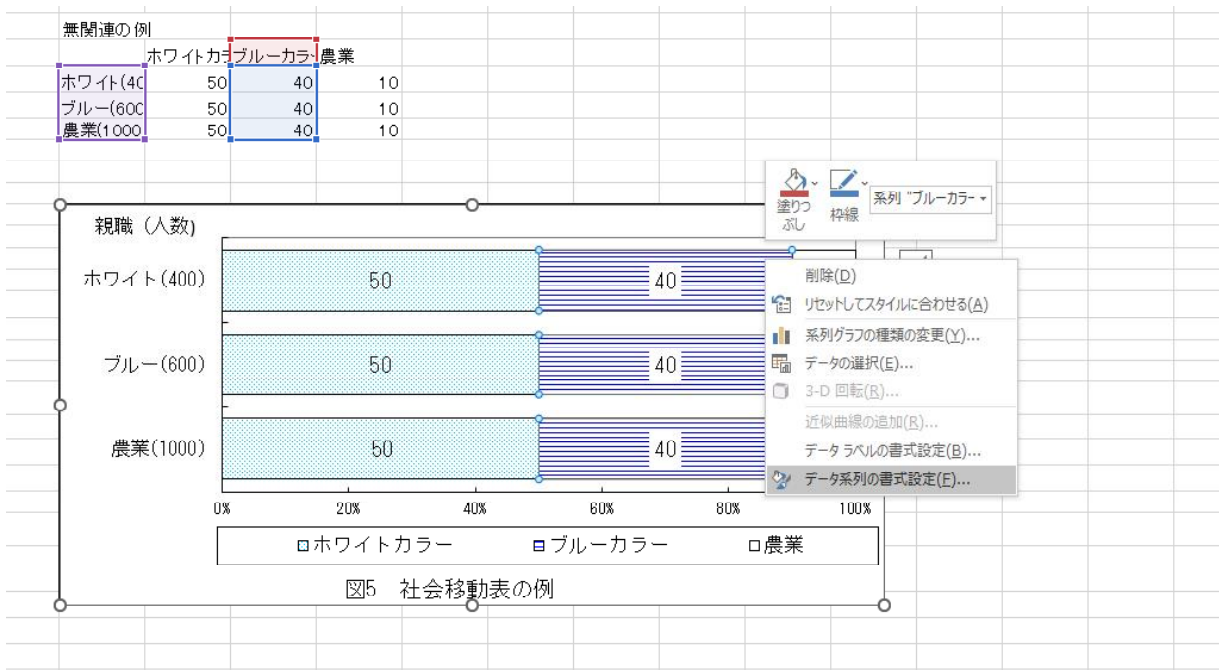 無関連の例
ホワイトカラ ブルーカラー 農業
ホワイト(40 50 40 10
ブルー(600 50 40 10
農業(1000 50 40 10
塗りつぶし 枠線 系列 "ブルーカラー
親職（人数)
ホワイト(400) 50 40
ブルー(600) 50 40
農業(1000) 50 40
0% 20% 40% 60% 80% 100%
ホワイトカラー ブルーカラー 農業
図5 社会移動表の例
削除(D)
リセットしてスタイルに合わせる(A)
系列グラフの種類の変更(Y)...
データの選択(E)...
3-D 回転(R)...
近似曲線の追加(R)...
データ ラベルの書式設定(B)...
データ系列の書式設定(F)...